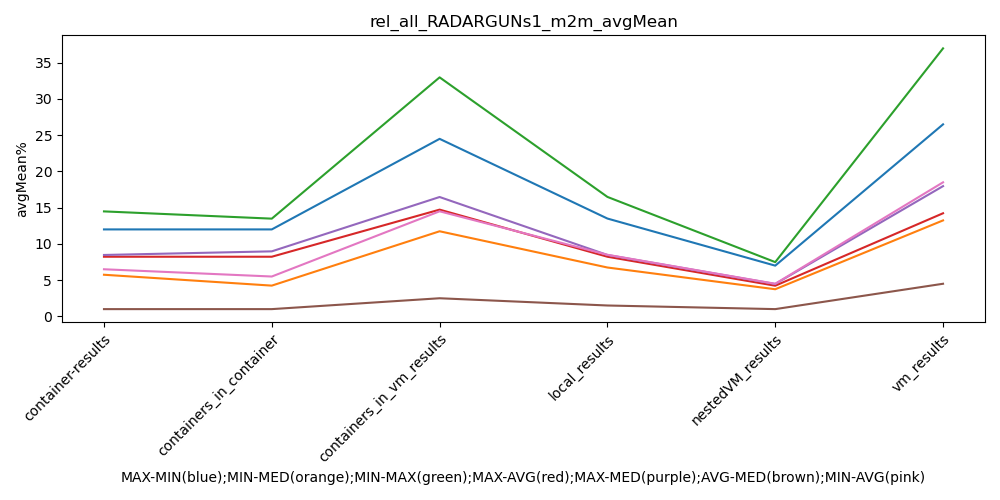 rel_all_RADARGUNs1_m2m_avgMean
avgMean%
35
30
25
20
15
10
5
0
container-results
containers_in_container
containers_in_vm_results
local_results
nestedVM_results
vm_results
MAX-MIN(blue);MIN-MED(orange);MIN-MAX(green);MAX-AVG(red);MAX-MED(purple);AVG-MED(brown);MIN-AVG(pink)